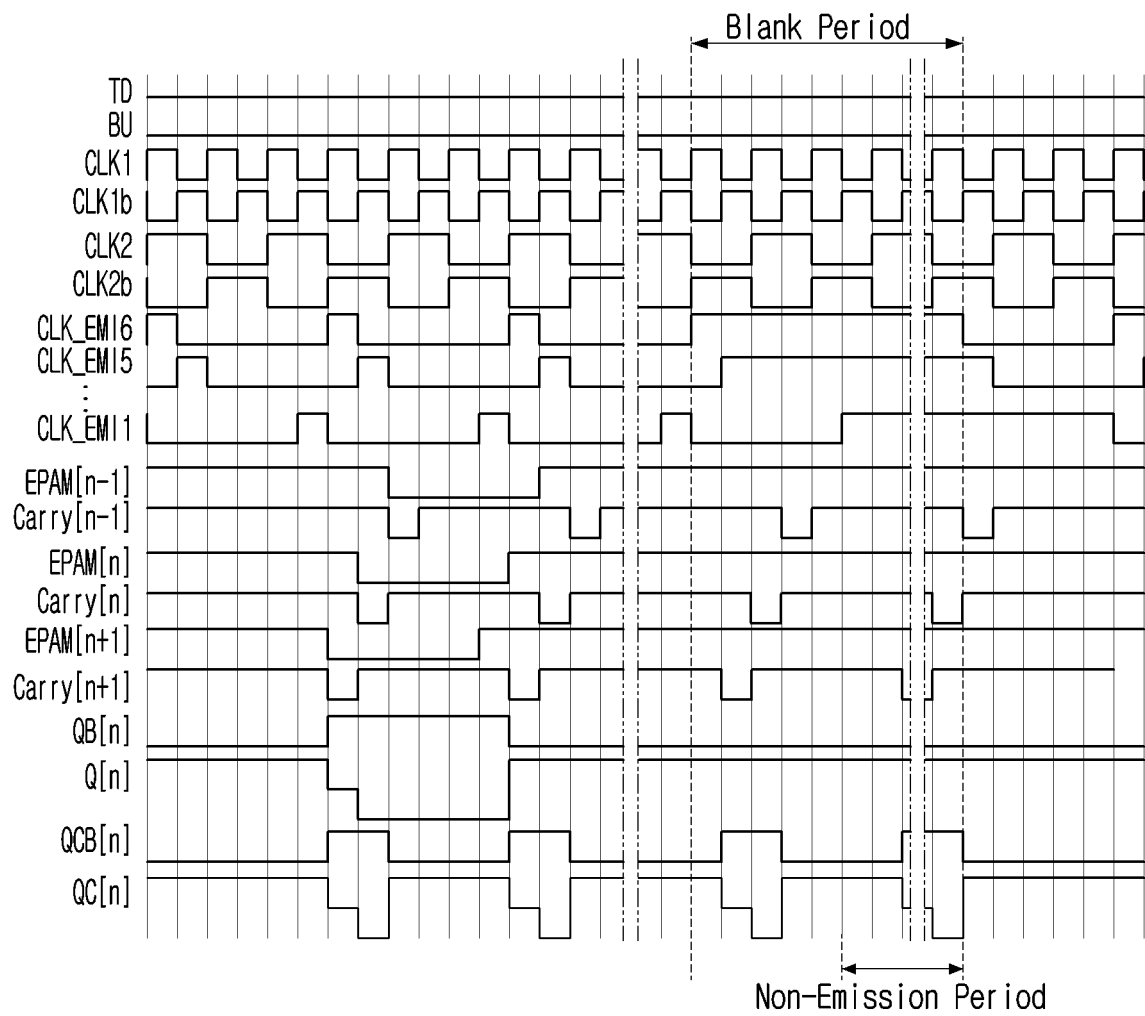 Blank Period
TD
BU
CLK1
CLK1b
CLK2
CLK2b
CLK_EMI6
CLK_EMI5
⋮
CLK_EMI1
EPAM[n-1]
Carry[n-1]
EPAM[n]
Carry[n]
EPAM[n+1]
Carry[n+1]
QB[n]
Q[n]
QCB[n]
QC[n]
Non-Emission Period